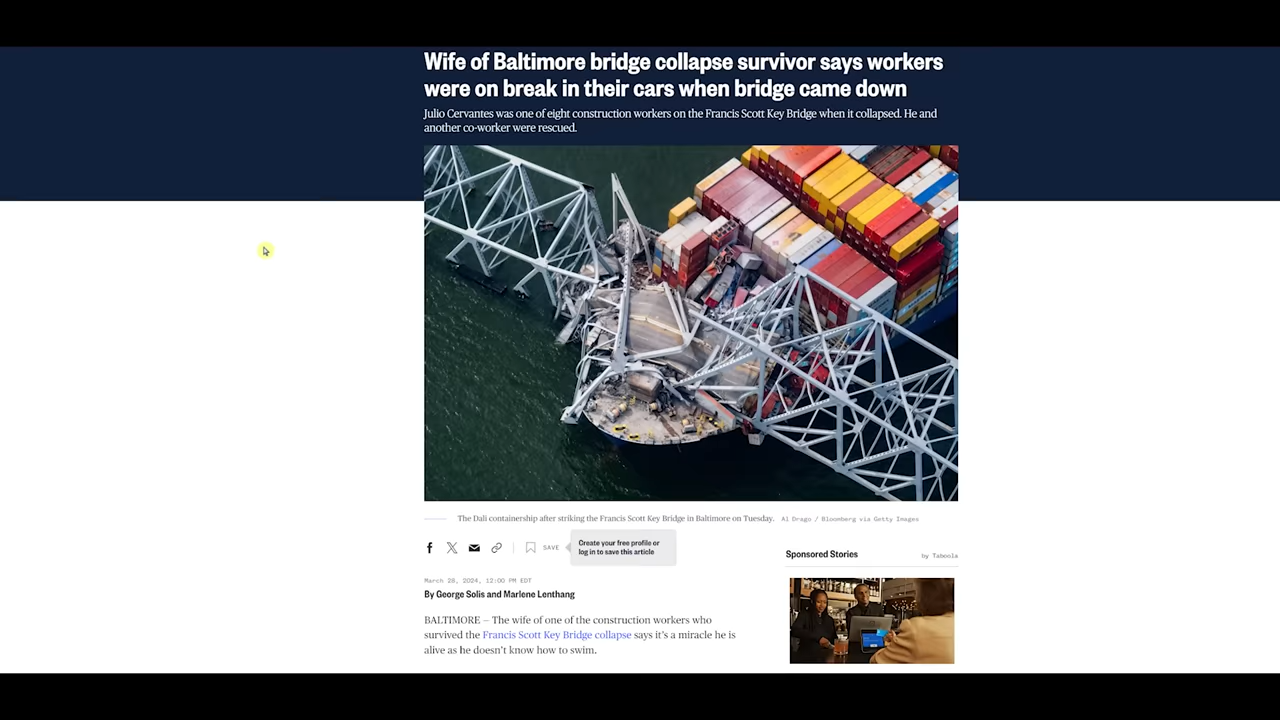 Wife of Baltimore bridge collapse survivor says workers
were on break in their cars when bridge came down
Julio Cervantes was one of eight construction workers on the Francis Scott Key Bridge when it collapsed. He and
another co-worker were rescued.
The Dali containership after striking the Francis Scott Key Bridge in Baltimore on Tuesday. Al Drago / Bloomberg via Getty Images
SAVE
Create your free profile or
log in to save this article
Sponsored Stories
by Taboola
March 28, 2024, 12:00 PM EDT
By George Solis and Marlene Lenthang
BALTIMORE — The wife of one of the construction workers who
survived the Francis Scott Key Bridge collapse says it's a miracle he is
alive as he doesn't know how to swim.